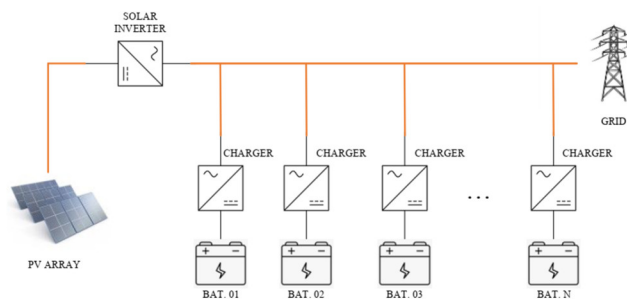 SOLAR
INVERTER
GRID
CHARGER
CHARGER
CHARGER
CHARGER
...
PV ARRAY
BAT. 01
BAT. 02
BAT. 03
BAT. N